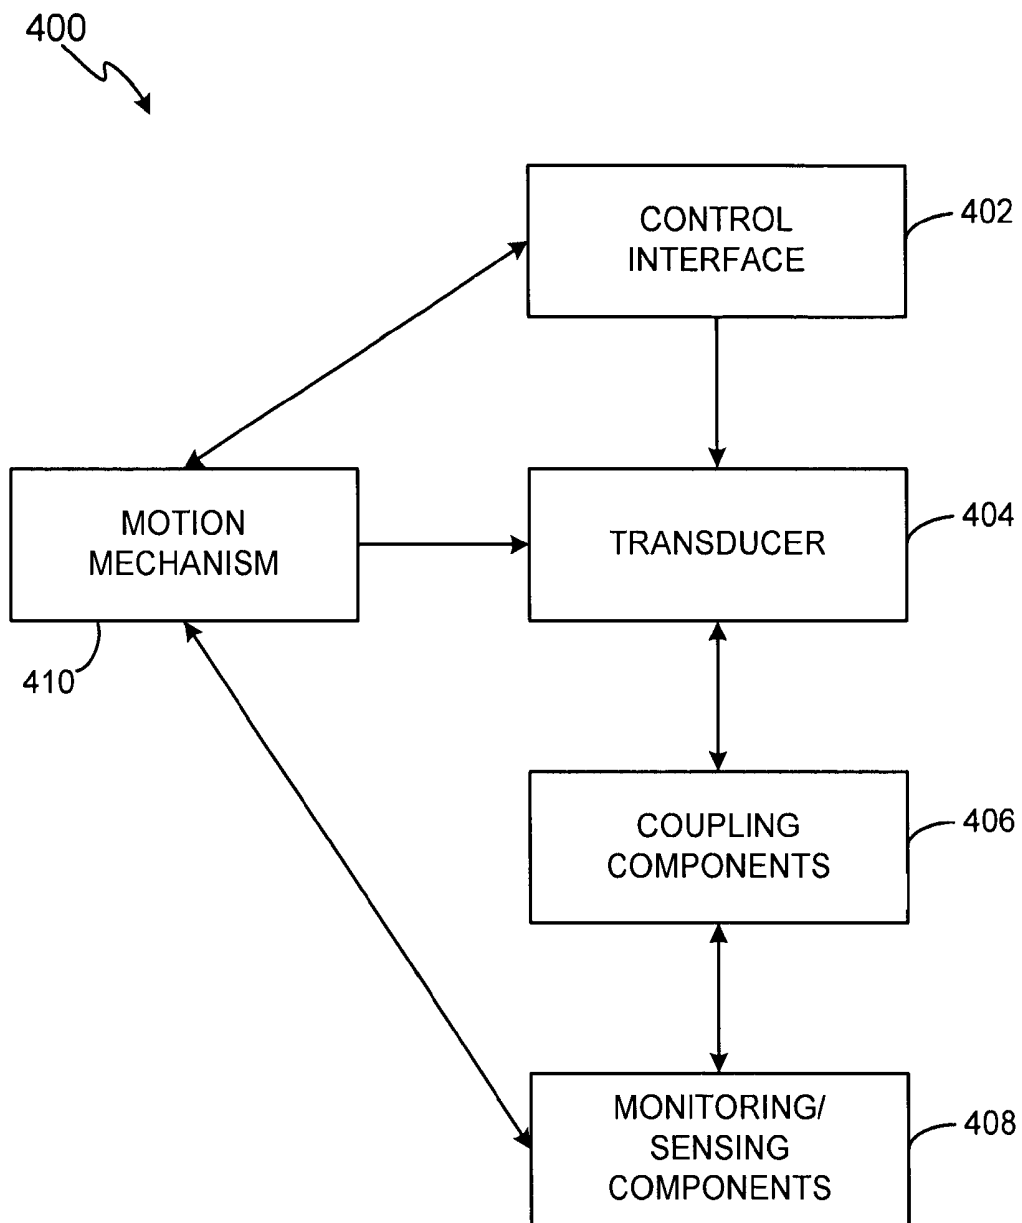 400
CONTROL
INTERFACE
402
MOTION
MECHANISM
410
TRANSDUCER
404
COUPLING
COMPONENTS
406
MONITORING/
SENSING
COMPONENTS
408